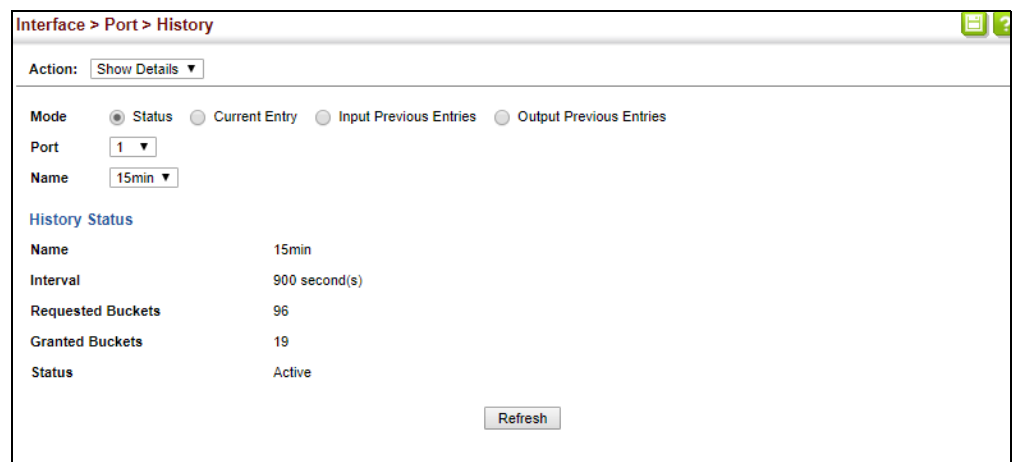 Interface > Port > History
Action: Show Details
Mode Status Current Entry Input Previous Entries Output Previous Entries
Port 1
Name 15min
History Status
Name 15min
Interval 900 second(s)
Requested Buckets 96
Granted Buckets 19
Status Active
Refresh